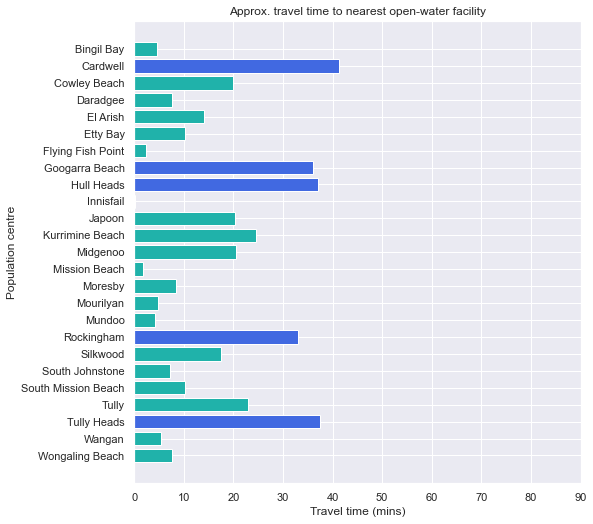 Approx. travel time to nearest open-water facility
Population centre
Bingil Bay
Cardwell
Cowley Beach
Daradgee
El Arish
Etty Bay
Flying Fish Point
Googarra Beach
Hull Heads
Innisfail
Japoon
Kurrimine Beach
Midgenoo
Mission Beach
Moresby
Mourilyan
Mundoo
Rockingham
Silkwood
South Johnstone
South Mission Beach
Tully
Tully Heads
Wangan
Wongaling Beach
0 10 20 30 40 50 60 70 80 90
Travel time (mins)